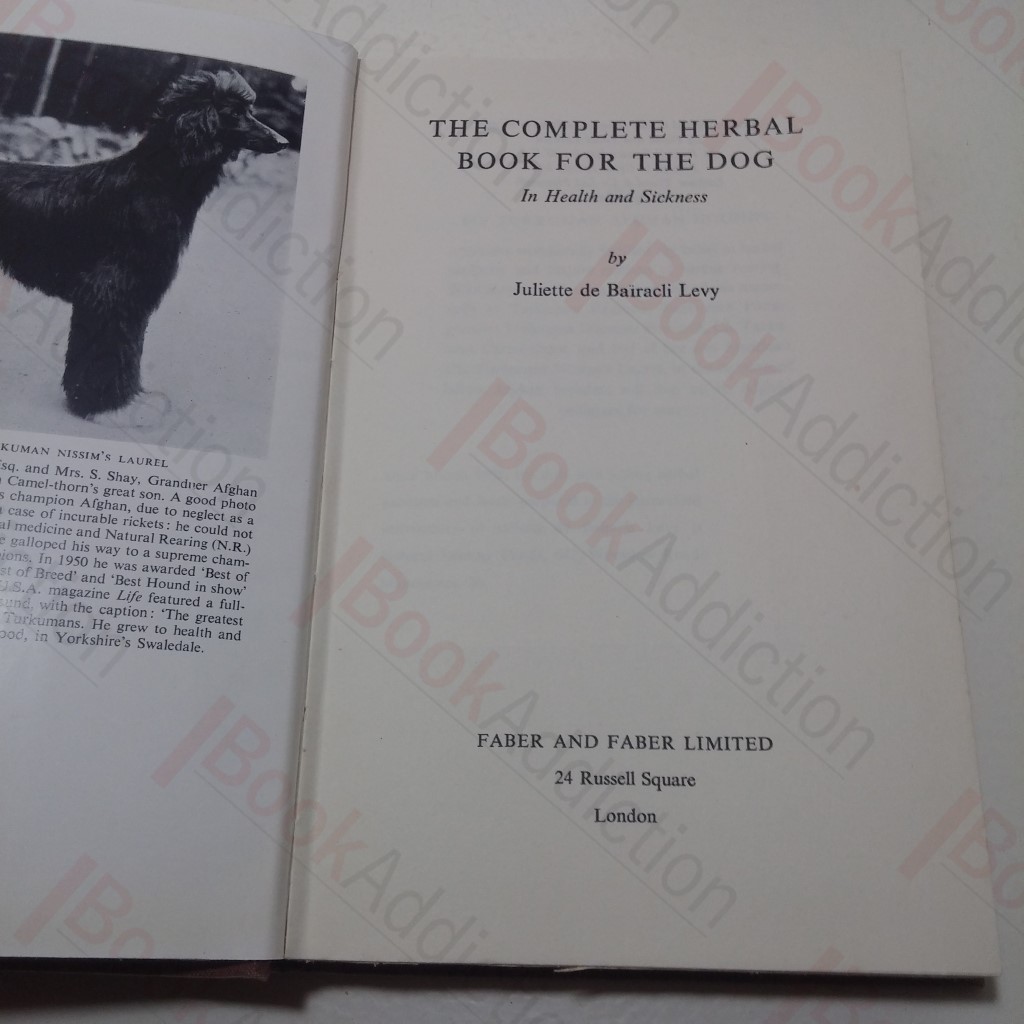 KUMAN NISSIM'S LAUREL
sq. and Mrs. S. Shay, Grandner Afghan
Camel-thorn's great son. A good photo
s champion Afghan, due to neglect as a
case of incurable rickets: he could not
al medicine and Natural Rearing (N.R.)
e galloped his way to a supreme cham-
ions. In 1950 he was awarded 'Best of
st of Breed' and 'Best Hound in show'
U.S.A. magazine Life featured a full-
ound, with the caption: 'The greatest
Turkumans. He grew to health and
ood, in Yorkshire's Swaledale.
THE COMPLETE HERBAL
BOOK FOR THE DOG
In Health and Sickness
by
Juliette de Baïracli Levy
FABER AND FABER LIMITED
24 Russell Square
London
BookAddiction